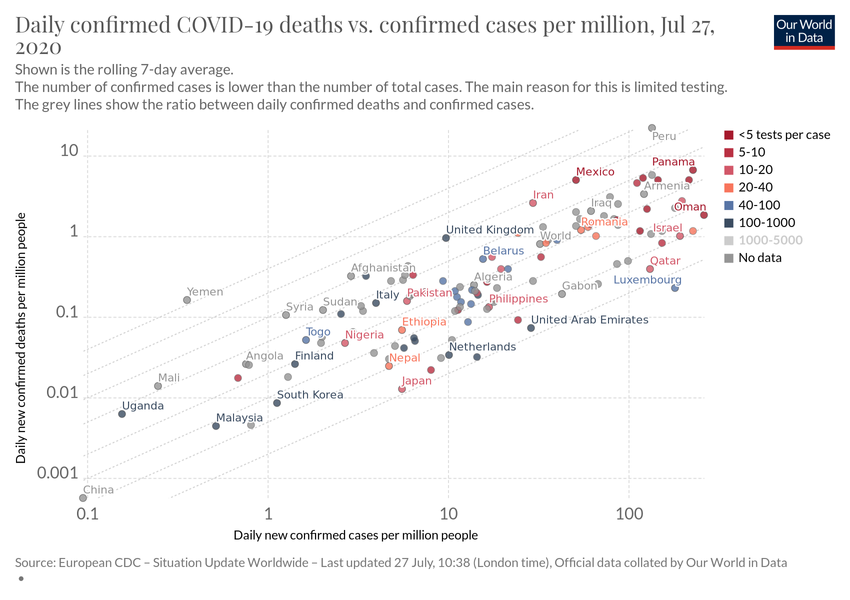 Daily confirmed COVID-19 deaths vs. confirmed cases per million, Jul 27,
2020
Our World
in Data
Shown is the rolling 7-day average.
The number of confirmed cases is lower than the number of total cases. The main reason for this is limited testing.
The grey lines show the ratio between daily confirmed deaths and confirmed cases.
Daily new confirmed deaths per million people
10
1
0.1
0.01
0.001
Peru
Panama
Mexico
Armenia
Iran
Iraq
Oman
Romania
United Kingdom
World
Israel
Belarus
Afghanistan
Qatar
Algeria
Luxembourg
Yemen
Italy
Pakistan
Gabon
Syria
Sudan
Philippines
Ethiopia
United Arab Emirates
Togo
Nigeria
Netherlands
Angola
Finland
Nepal
Mali
Japan
South Korea
Uganda
Malaysia
China
0.1
1
10
100
Daily new confirmed cases per million people
<5 tests per case
5-10
10-20
20-40
40-100
100-1000
1000-5000
No data
Source: European CDC – Situation Update Worldwide – Last updated 27 July, 10:38 (London time), Official data collated by Our World in Data
•